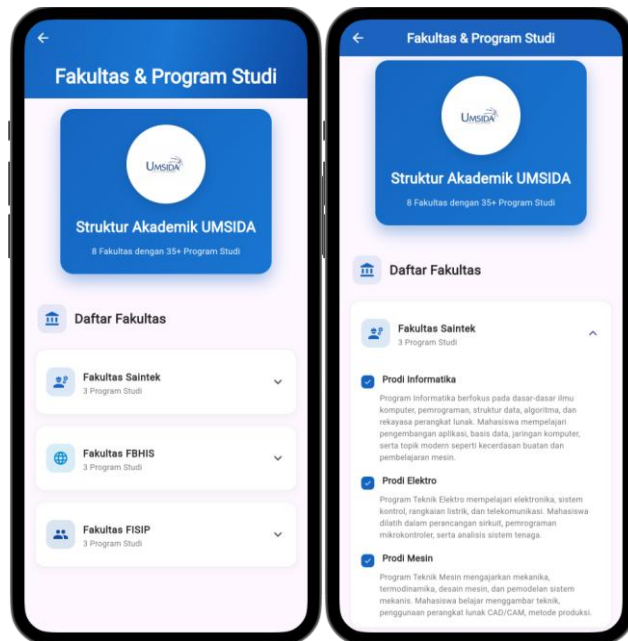 Fakultas & Program Studi
UMSIDA
Struktur Akademik UMSIDA
8 Fakultas dengan 35+ Program Studi
Daftar Fakultas
Fakultas Saintek
3 Program Studi
Fakultas FBHIS
3 Program Studi
Fakultas FISIP
3 Program Studi
Fakultas & Program Studi
UMSIDA
Struktur Akademik UMSIDA
8 Fakultas dengan 35+ Program Studi
Daftar Fakultas
Fakultas Saintek
3 Program Studi
Prodi Informatika
Program Informatika berfokus pada dasar-dasar ilmu
komputer, pemrograman, struktur data, algoritma, dan
rekayasa perangkat lunak. Mahasiswa mempelajari
pengembangan aplikasi, basis data, jaringan komputer,
serta topik modern seperti kecerdasan buatan dan
pembelajaran mesin.
Prodi Elektro
Program Teknik Elektro mempelajari elektronika, sistem
kontrol, rangkaian listrik, dan telekomunikasi. Mahasiswa
dilatih dalam perancangan sirkuit, pemrograman
mikrokontroler, serta analisis sistem tenaga.
Prodi Mesin
Program Teknik Mesin mengajarkan mekanika,
termodinamika, desain mesin, dan pemodelan sistem
mekanis. Mahasiswa belajar menggambar teknik,
penggunaan perangkat lunak CAD/CAM, metode produksi.